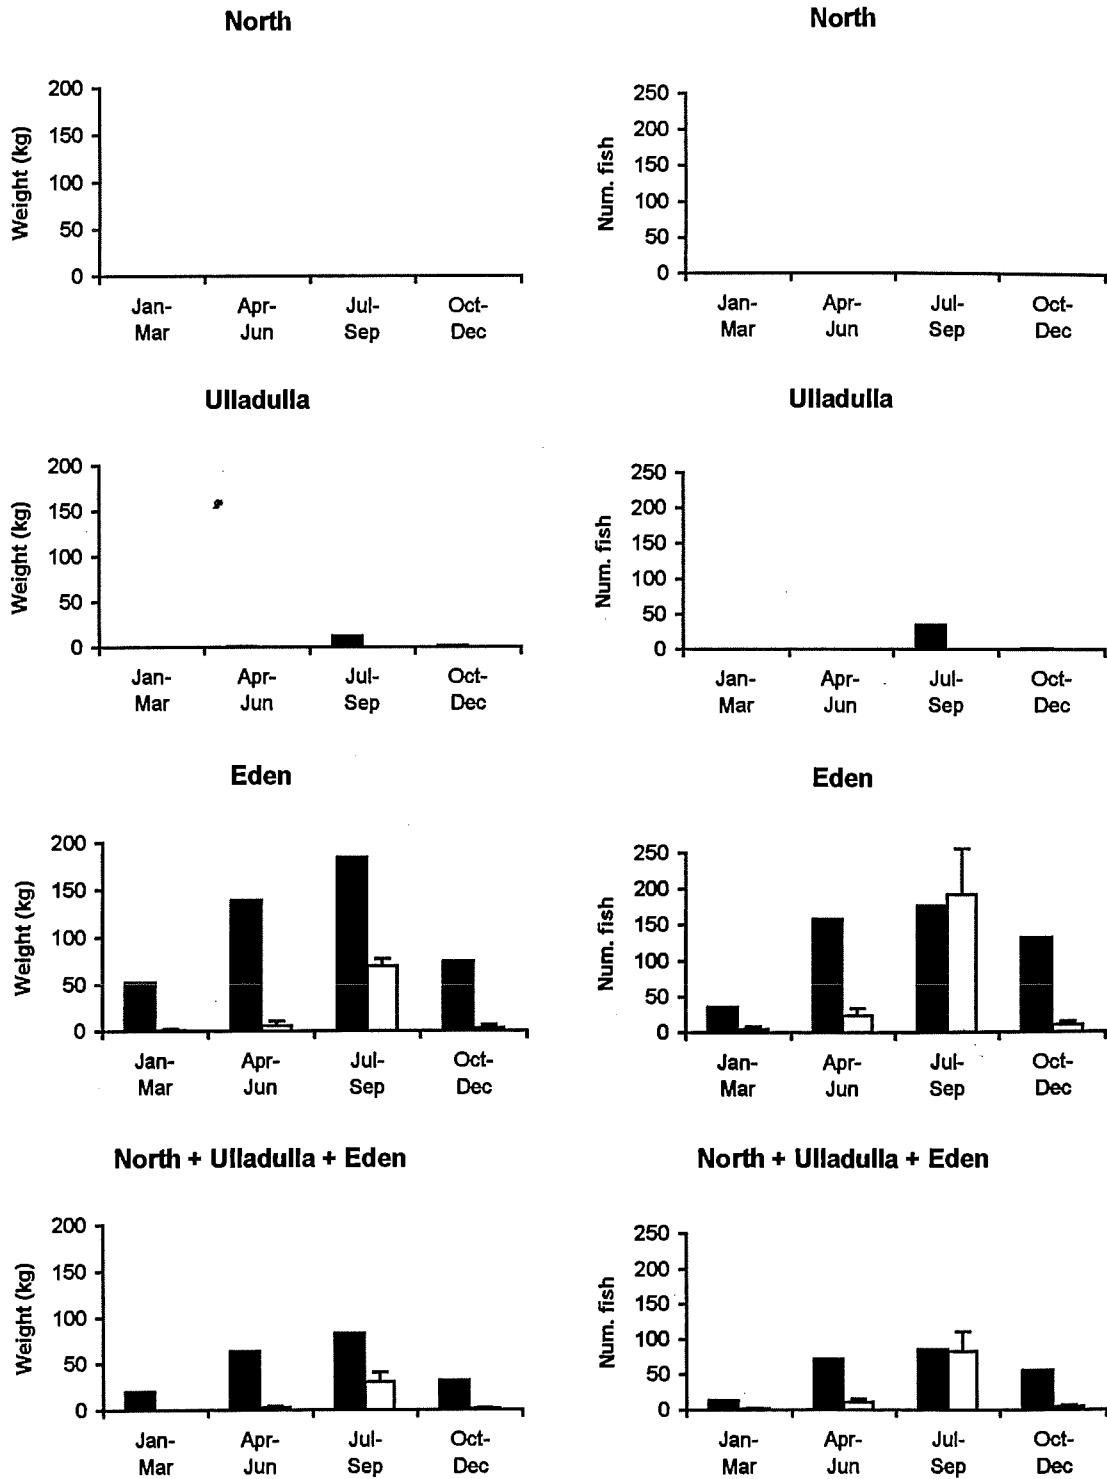 North
North
200
150
100
50
0
Weight (kg)
Jan-
Mar
Apr-
Jun
Jul-
Sep
Oct-
Dec
250
200
150
100
50
0
Num. fish
Jan-
Mar
Apr-
Jun
Jul-
Sep
Oct-
Dec
Ulladulla
Ulladulla
200
150
100
50
0
Weight (kg)
Jan-
Mar
Apr-
Jun
Jul-
Sep
Oct-
Dec
250
200
150
100
50
0
Num. fish
Jan-
Mar
Apr-
Jun
Jul-
Sep
Oct-
Dec
Eden
Eden
200
150
100
50
0
Weight (kg)
Jan-
Mar
Apr-
Jun
Jul-
Sep
Oct-
Dec
250
200
150
100
50
0
Num. fish
Jan-
Mar
Apr-
Jun
Jul-
Sep
Oct-
Dec
North + Ulladulla + Eden
North + Ulladulla + Eden
200
150
100
50
0
Weight (kg)
Jan-
Mar
Apr-
Jun
Jul-
Sep
Oct-
Dec
250
200
150
100
50
0
Num. fish
Jan-
Mar
Apr-
Jun
Jul-
Sep
Oct-
Dec